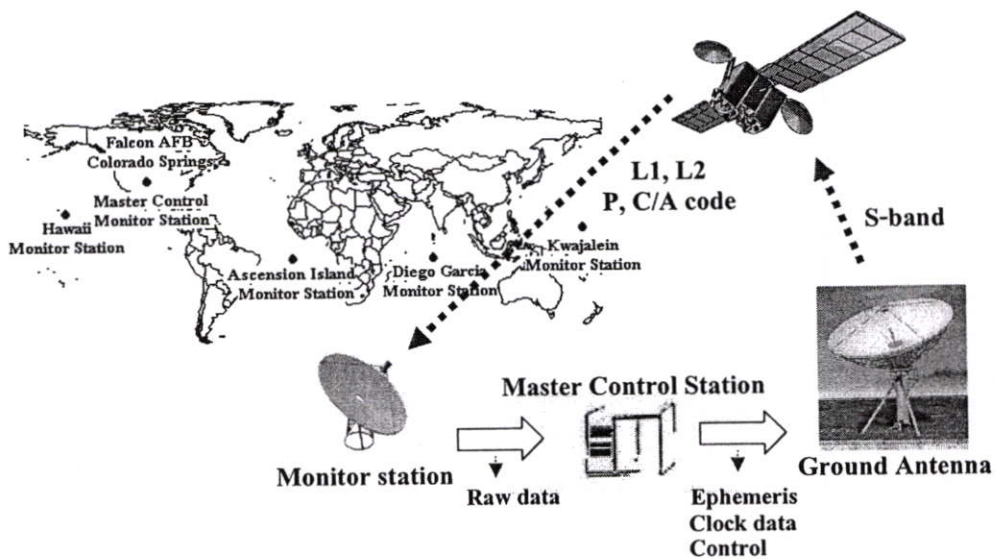 Falcon AFB
Colorado Springs
Master Control
Monitor Station
Hawaii
Monitor Station
Ascension Island
Monitor Station
Diego Garcia
Monitor Station
Kwajalein
Monitor Station
L1, L2
P, C/A code
S-band
Master Control Station
Monitor station
Raw data
Ephemeris
Clock data
Control
Ground Antenna